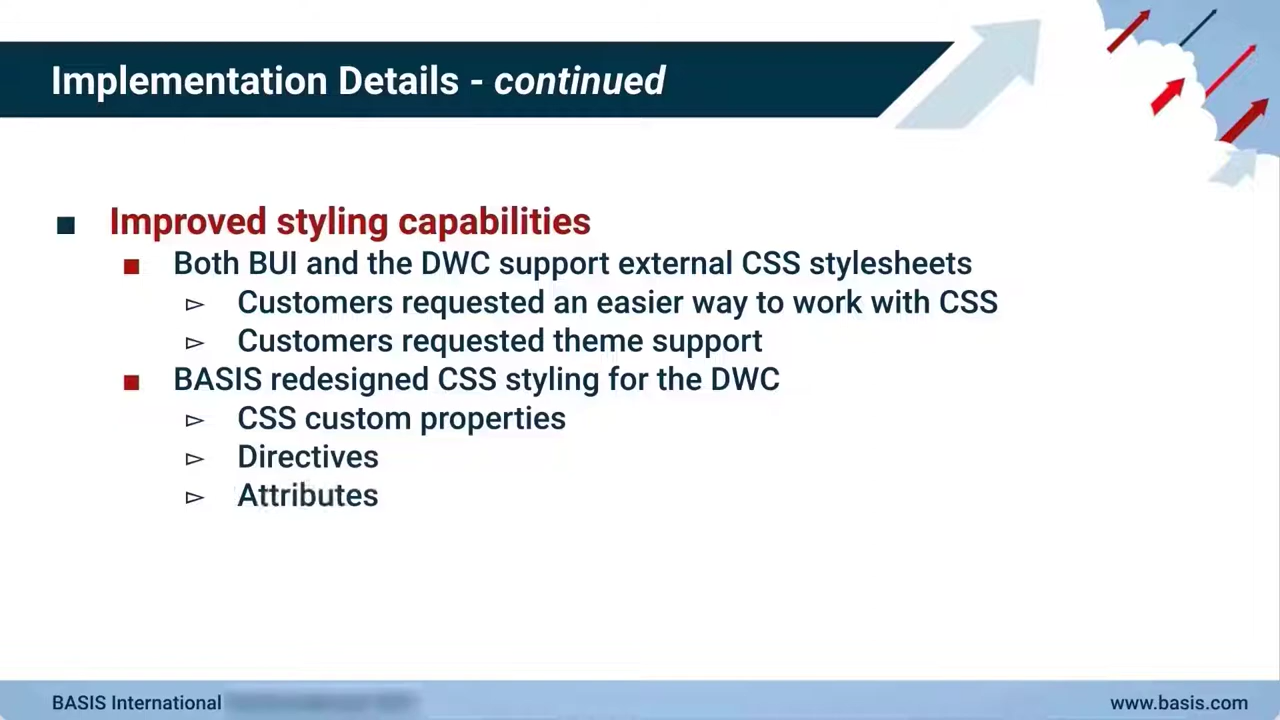 Implementation Details - continued
Improved styling capabilities
Both BUI and the DWC support external CSS stylesheets
Customers requested an easier way to work with CSS
Customers requested theme support
BASIS redesigned CSS styling for the DWC
CSS custom properties
Directives
Attributes
BASIS International
www.basis.com